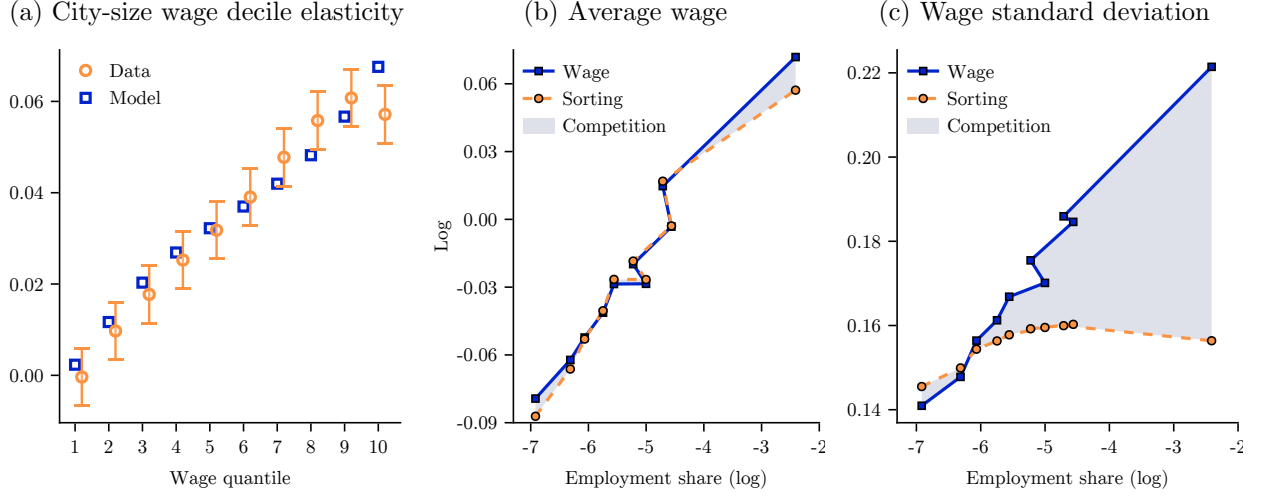 (a) City-size wage decile elasticity
Data
Model
0.06
0.04
0.02
0.00
1 2 3 4 5 6 7 8 9 10
Wage quantile
(b) Average wage
Wage
Sorting
Competition
Log
0.06
0.03
0.00
-0.03
-0.06
-0.09
-7 -6 -5 -4 -3 -2
Employment share (log)
(c) Wage standard deviation
Wage
Sorting
Competition
0.22
0.20
0.18
0.16
0.14
-7 -6 -5 -4 -3 -2
Employment share (log)